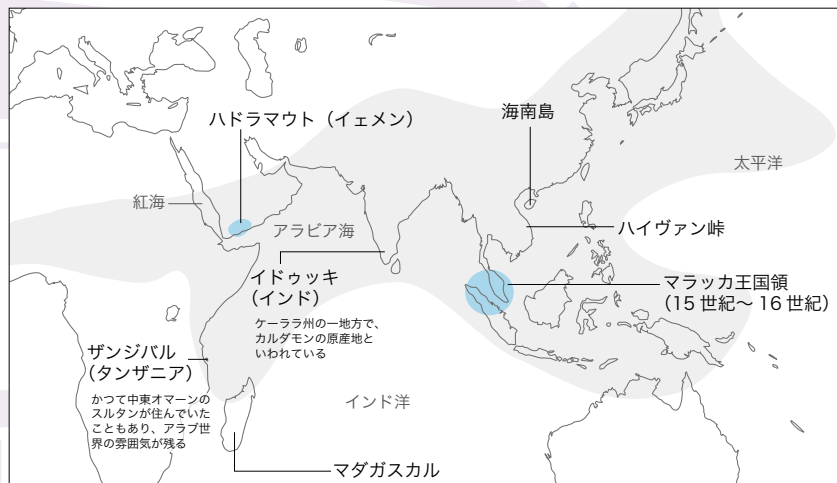 ハドラマウト（イェメン）
海南島
太平洋
紅海
アラビア海
ハイヴァン峠
イドゥッキ
（インド）
ケーララ州の一地方で、
カルダモンの原産地と
いわれている
マラッカ王国領
（15世紀〜16世紀）
ザンジバル
（タンザニア）
かつて中東オマーンの
スルタンが住んでいた
こともあり、アラブ世
界の雰囲気が残る
インド洋
マダガスカル